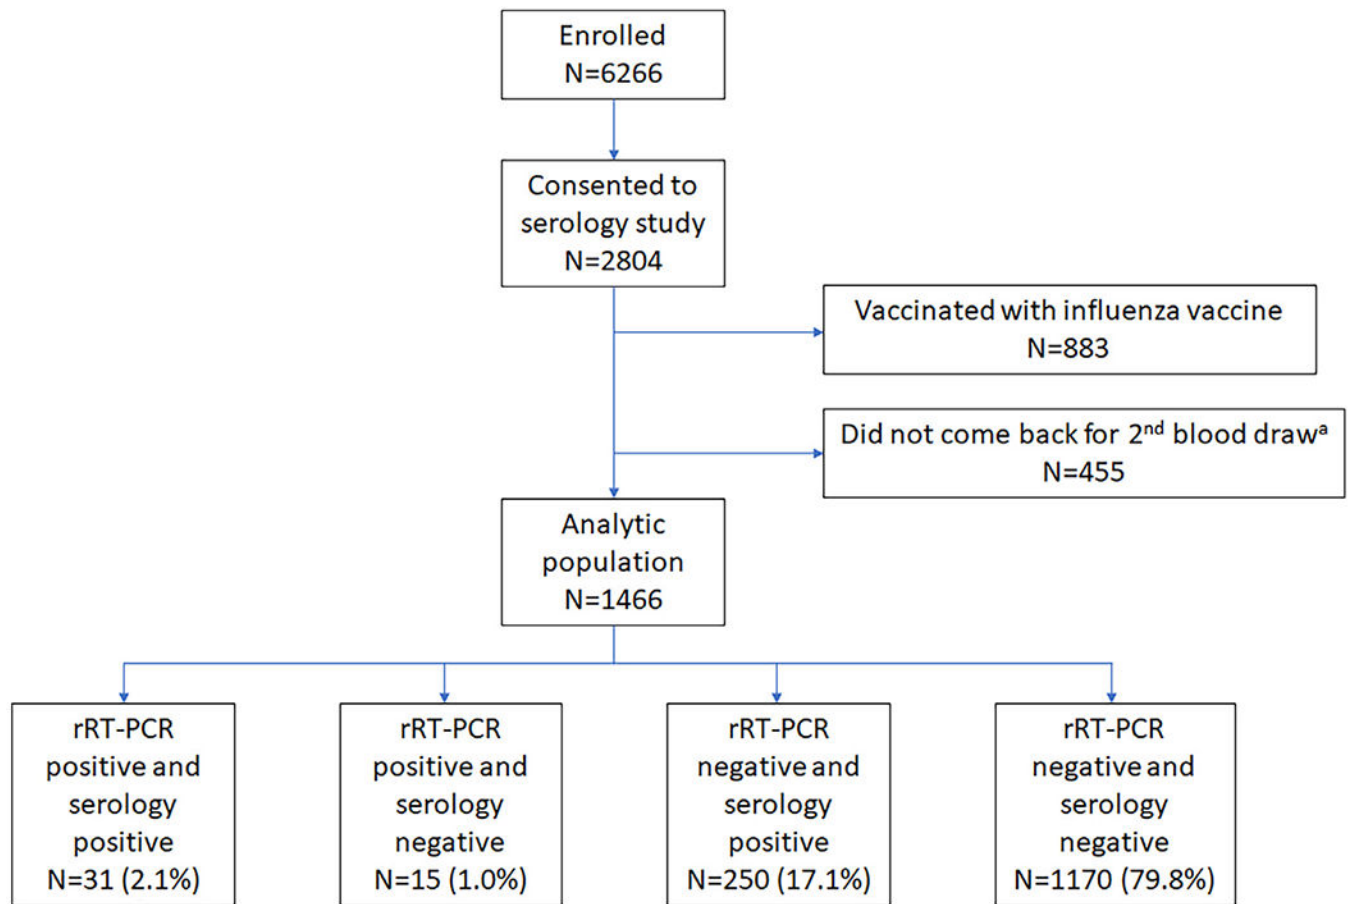 Enrolled
N=6266
Consented to
serology study
N=2804
Vaccinated with influenza vaccine
N=883
Did not come back for 2nd blood drawa
N=455
Analytic
population
N=1466
rRT-PCR
positive and
serology
positive
N=31 (2.1%)
rRT-PCR
positive and
serology
negative
N=15 (1.0%)
rRT-PCR
negative and
serology
positive
N=250 (17.1%)
rRT-PCR
negative and
serology
negative
N=1170 (79.8%)